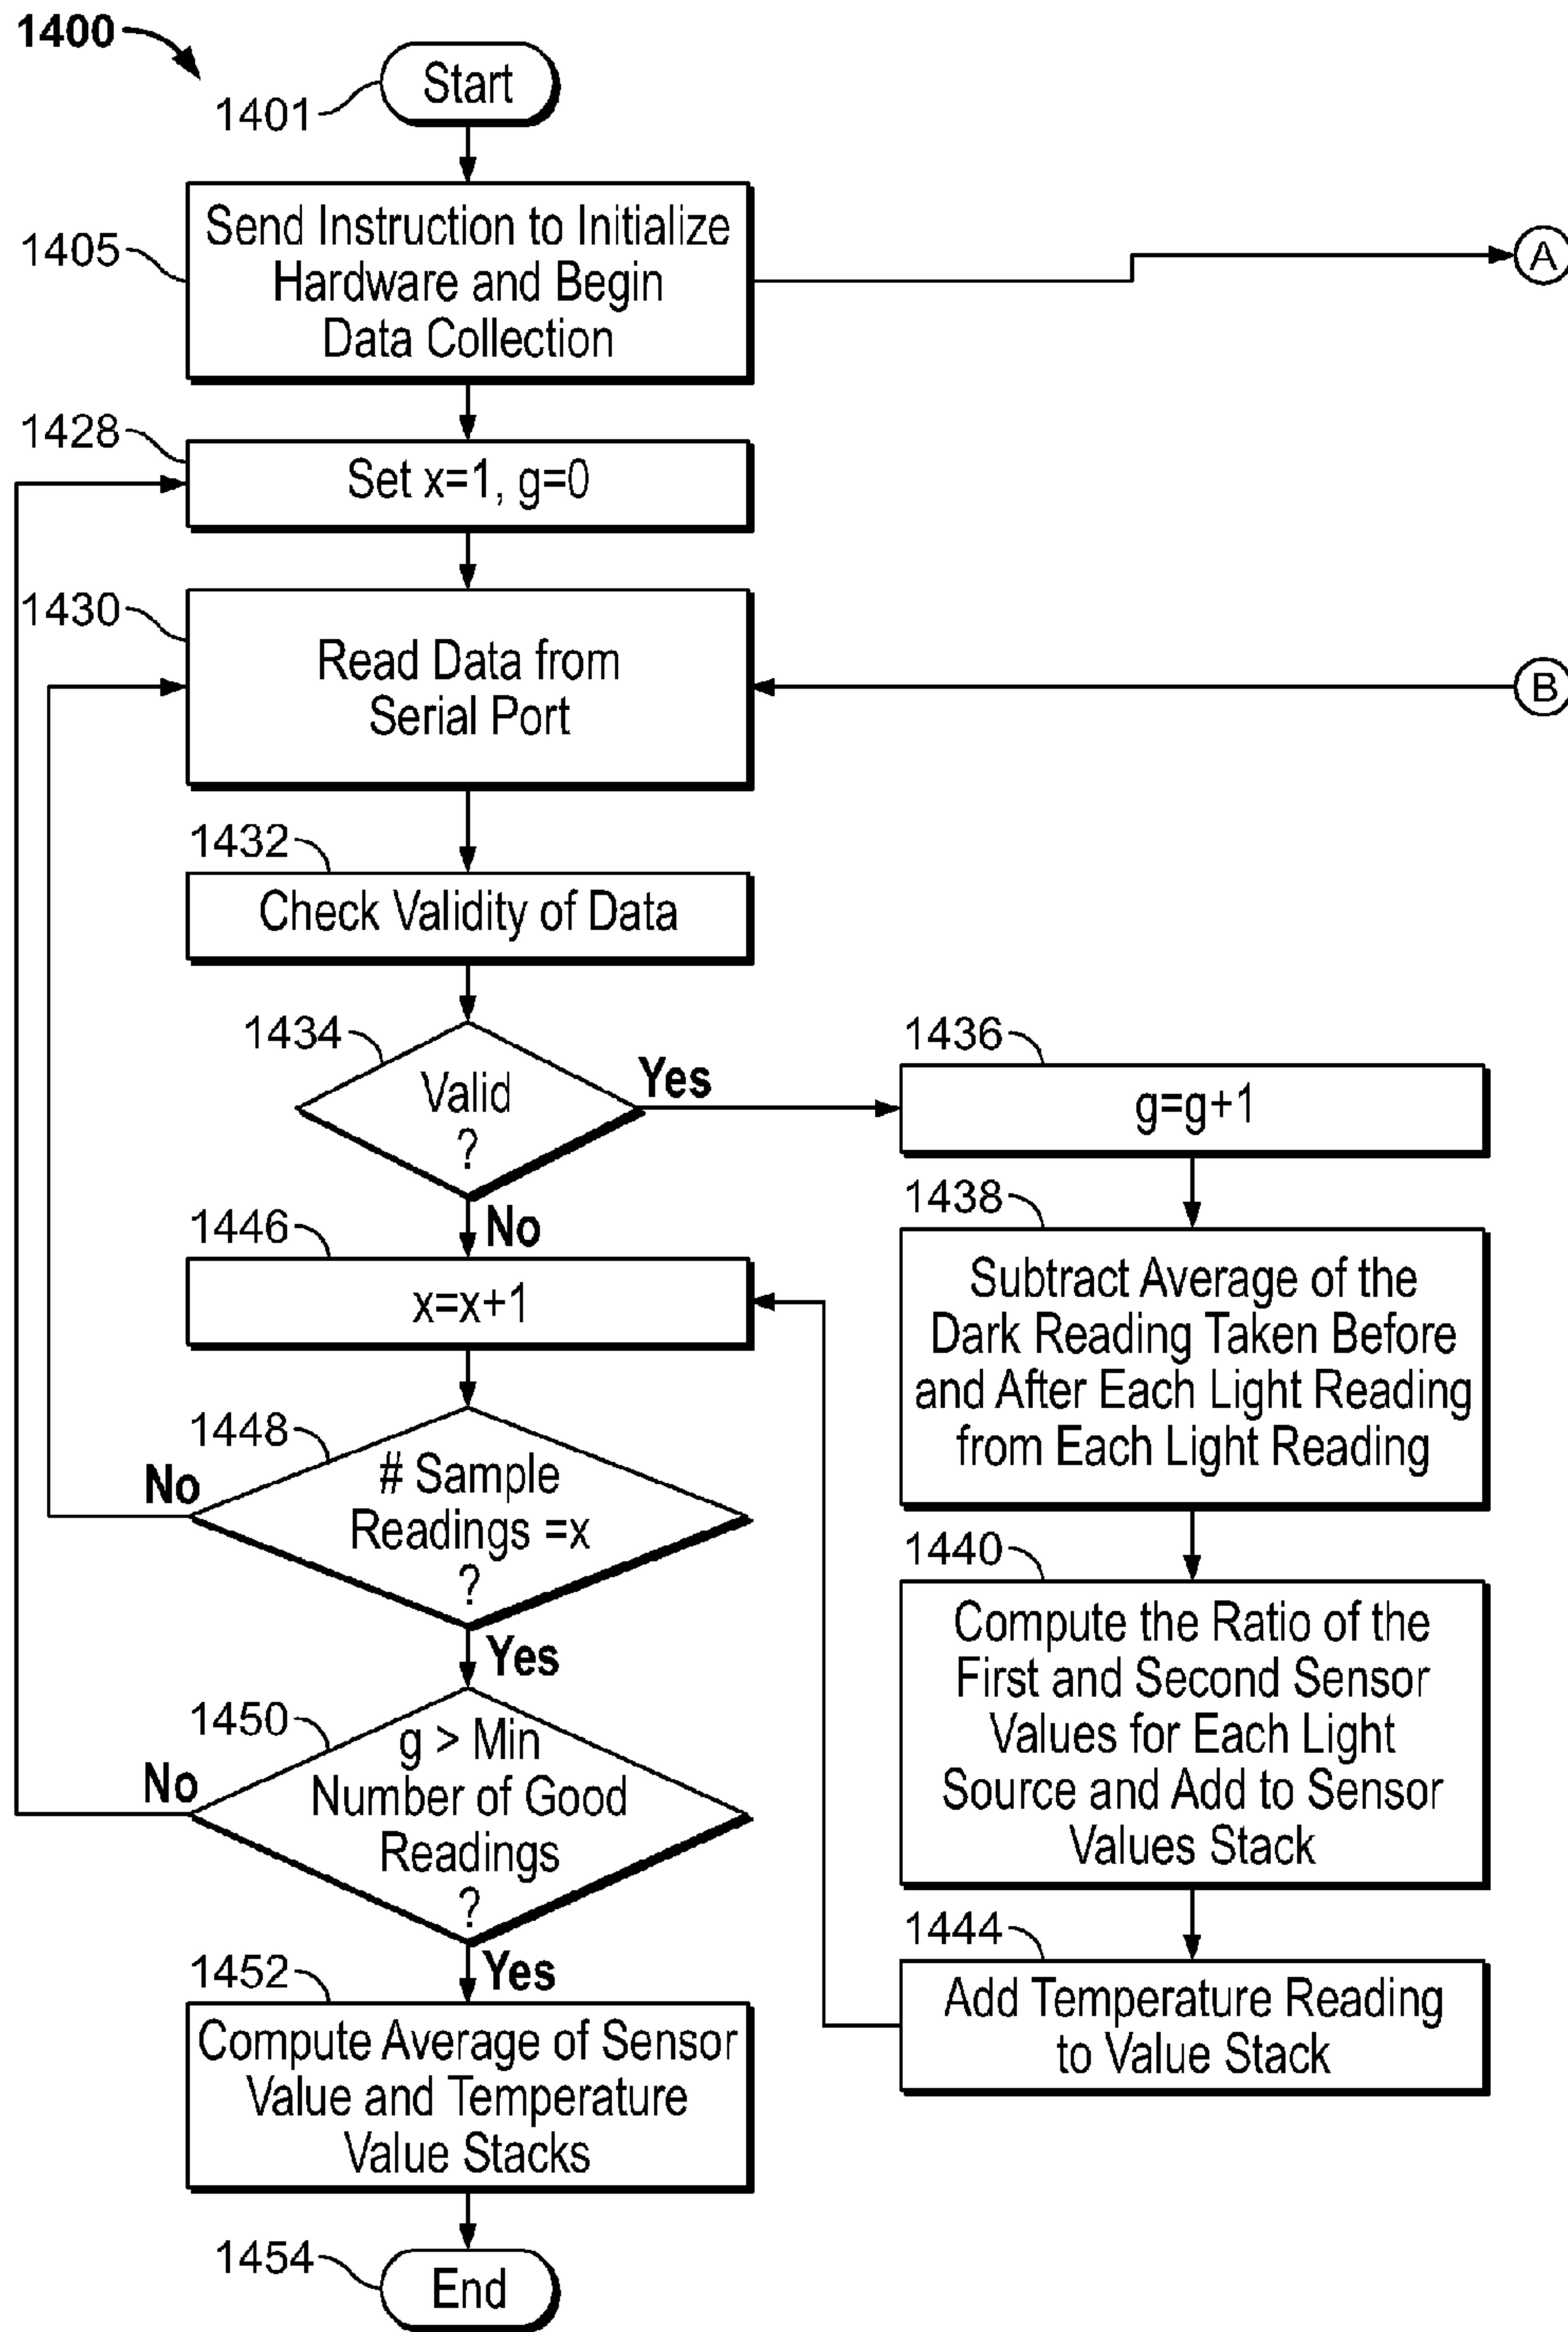 1400
1401
Start
1405
Send Instruction to Initialize
Hardware and Begin
Data Collection
A
1428
Set x=1, g=0
1430
Read Data from
Serial Port
B
1432
Check Validity of Data
1434
Valid
?
Yes
No
1436
g=g+1
1438
Subtract Average of the
Dark Reading Taken Before
and After Each Light Reading
from Each Light Reading
1440
Compute the Ratio of the
First and Second Sensor
Values for Each Light
Source and Add to Sensor
Values Stack
1444
Add Temperature Reading
to Value Stack
1446
x=x+1
1448
# Sample
Readings =x
?
No
Yes
1450
g > Min
Number of Good
Readings
?
No
Yes
1452
Compute Average of Sensor
Value and Temperature
Value Stacks
1454
End